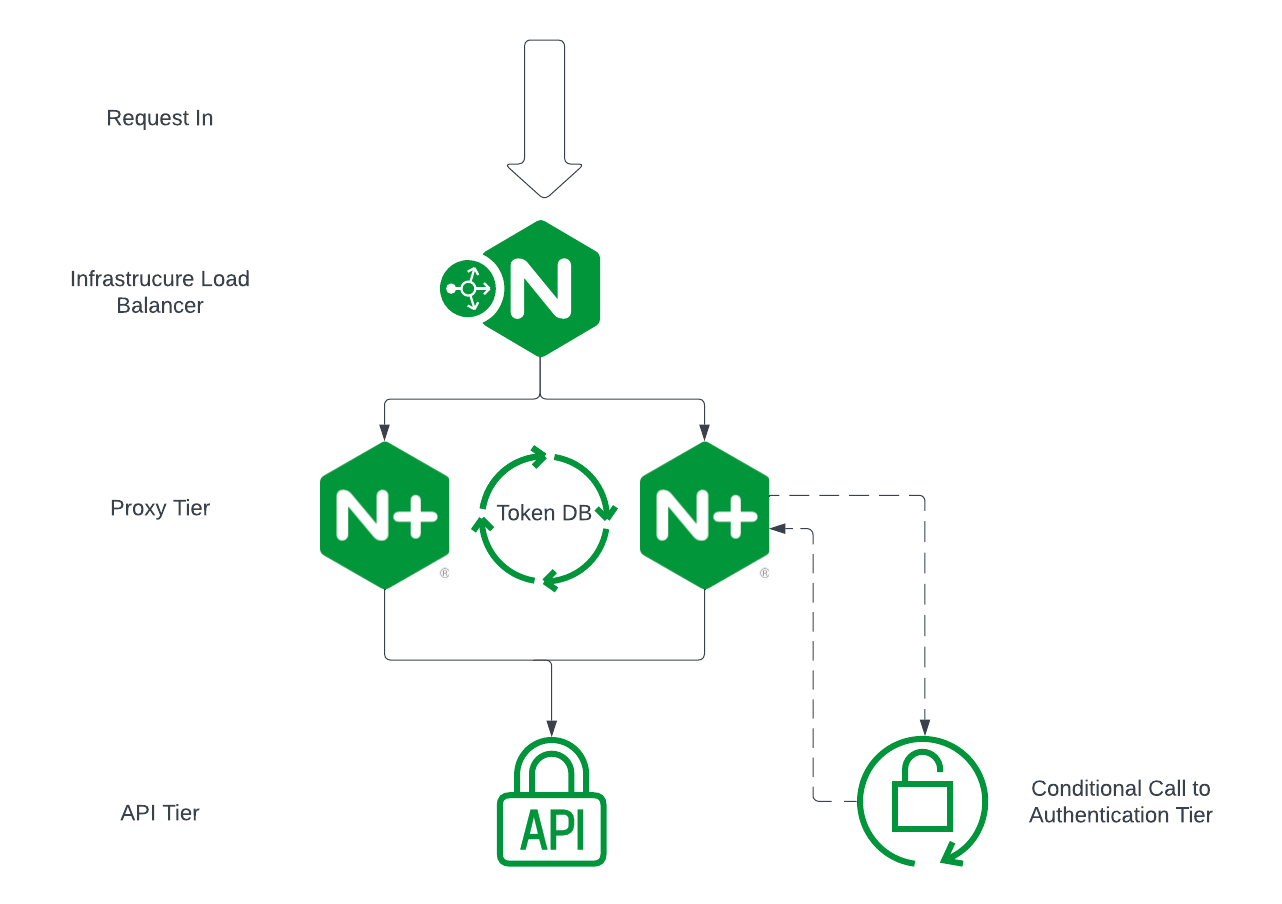 Request In
Infrastrucure Load
Balancer
N
Proxy Tier
N+
®
Token DB
N+
®
API Tier
API
Conditional Call to
Authentication Tier